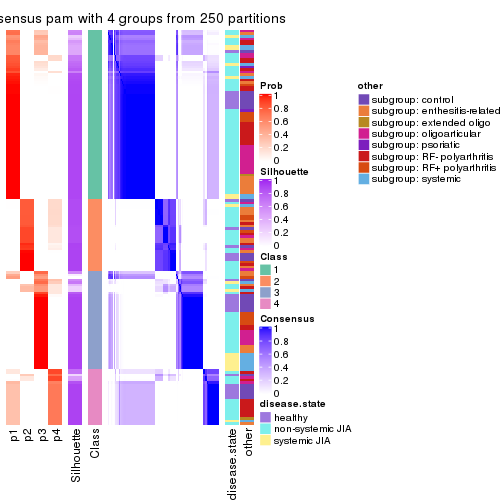 sensus pam with 4 groups from 250 partitions
Prob
1
0.8
0.6
0.4
0.2
0
Silhouette
1
0.8
0.6
0.4
0.2
0
Class
1
2
3
4
Consensus
1
0.8
0.6
0.4
0.2
0
disease.state
healthy
non-systemic JIA
systemic JIA
other
subgroup: control
subgroup: enthesitis-related
subgroup: extended oligo
subgroup: oligoarticular
subgroup: psoriatic
subgroup: RF- polyarthritis
subgroup: RF+ polyarthritis
subgroup: systemic
p1
p2
p3
p4
Silhouette
Class
disease.state
other